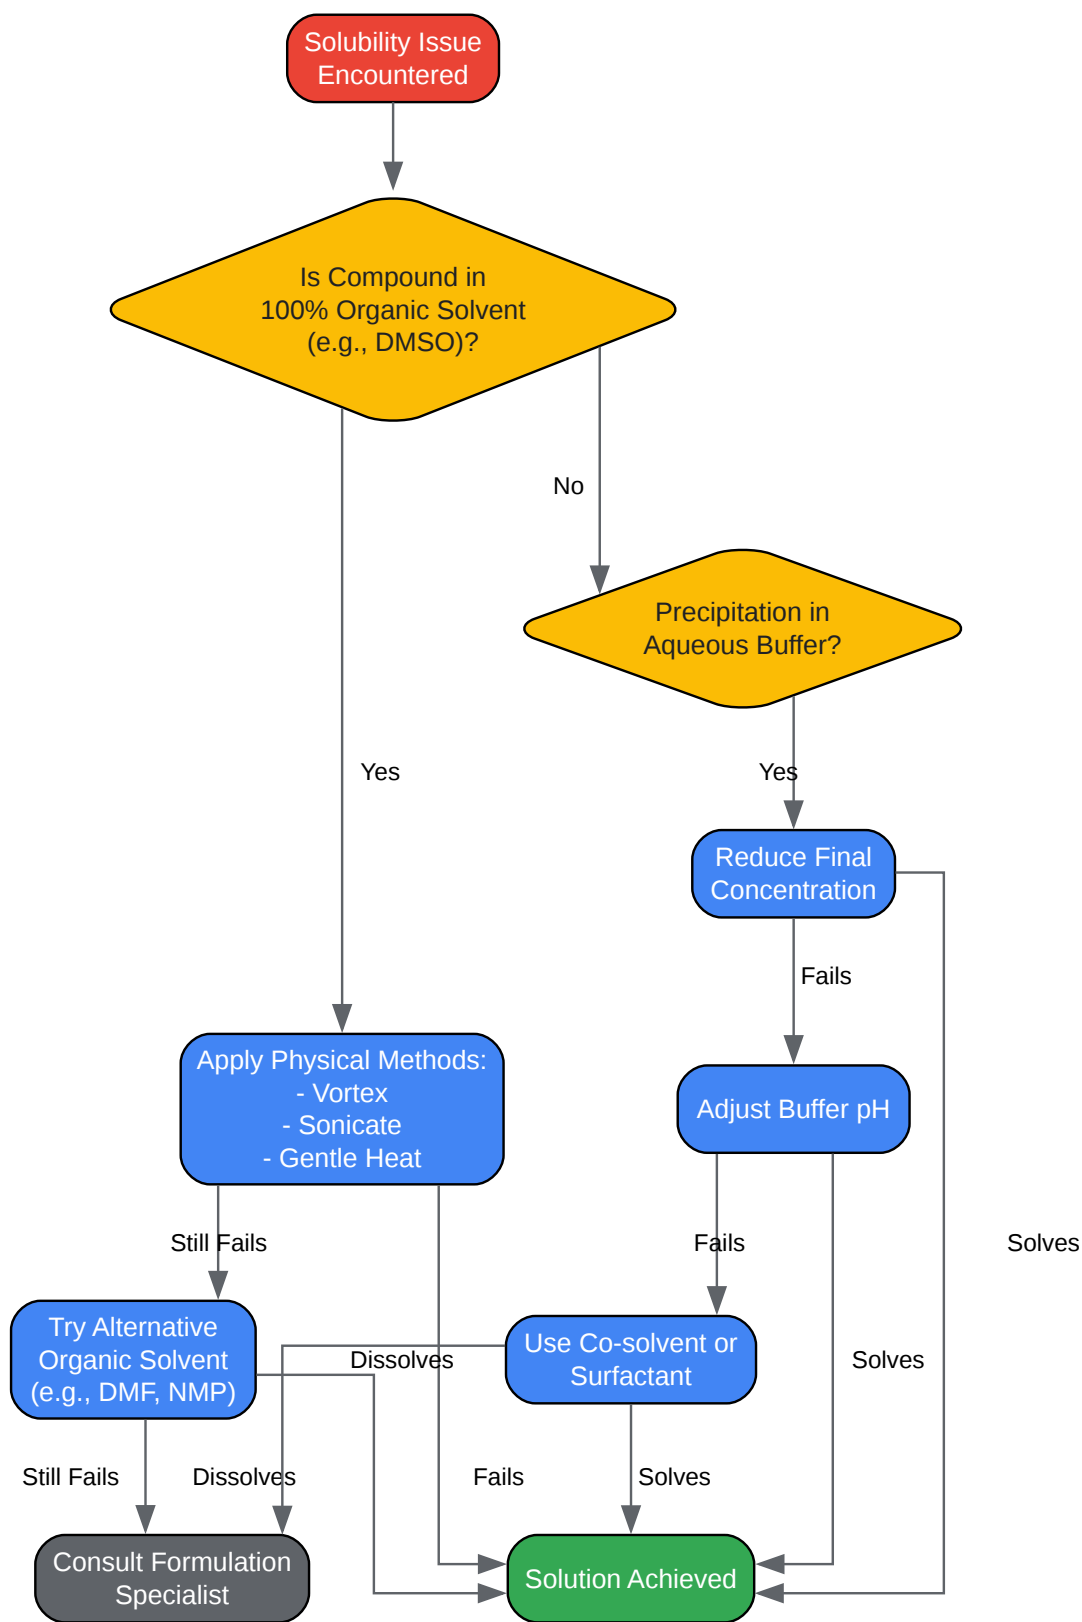 Solubility Issue
Encountered
Is Compound in
100% Organic Solvent
(e.g., DMSO)?
No
Precipitation in
Aqueous Buffer?
Yes
Yes
Reduce Final
Concentration
Fails
Apply Physical Methods:
- Vortex
- Sonicate
- Gentle Heat
Adjust Buffer pH
Still Fails
Fails
Solves
Try Alternative
Organic Solvent
(e.g., DMF, NMP)
Dissolves
Use Co-solvent or
Surfactant
Solves
Still Fails
Dissolves
Fails
Solves
Consult Formulation
Specialist
Solution Achieved